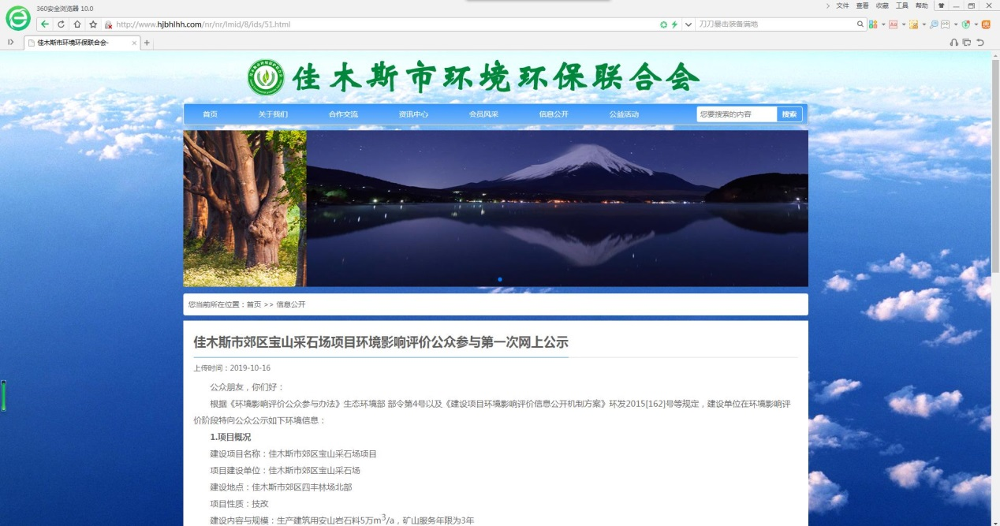 360安全浏览器 10.0
文件 查看 收藏 工具 帮助
http://www.hjbhlhh.com/nr/nr/lmid/8/ids/51.html
刀刀暴击装备满地
佳木斯市环境环保联合会-
佳木斯市环境环保联合会
首页 关于我们 合作交流 资讯中心 会员风采 信息公开 公益活动 您要搜索的内容 搜索
您当前所在位置：首页 >> 信息公开
佳木斯市郊区宝山采石场项目环境影响评价公众参与第一次网上公示
上传时间：2019-10-16
公众朋友，你们好：
根据《环境影响评价公众参与办法》生态环境部 部令第4号以及《建设项目环境影响评价信息公开机制方案》环发2015[162]号等规定，建设单位在环境影响评
价阶段特向公众公示如下环境信息：
1.项目概况
建设项目名称：佳木斯市郊区宝山采石场项目
项目建设单位：佳木斯市郊区宝山采石场
建设地点：佳木斯市郊区四丰林场北部
项目性质：技改
建设内容与规模：生产建筑用安山岩石料5万m³/a，矿山服务年限为3年